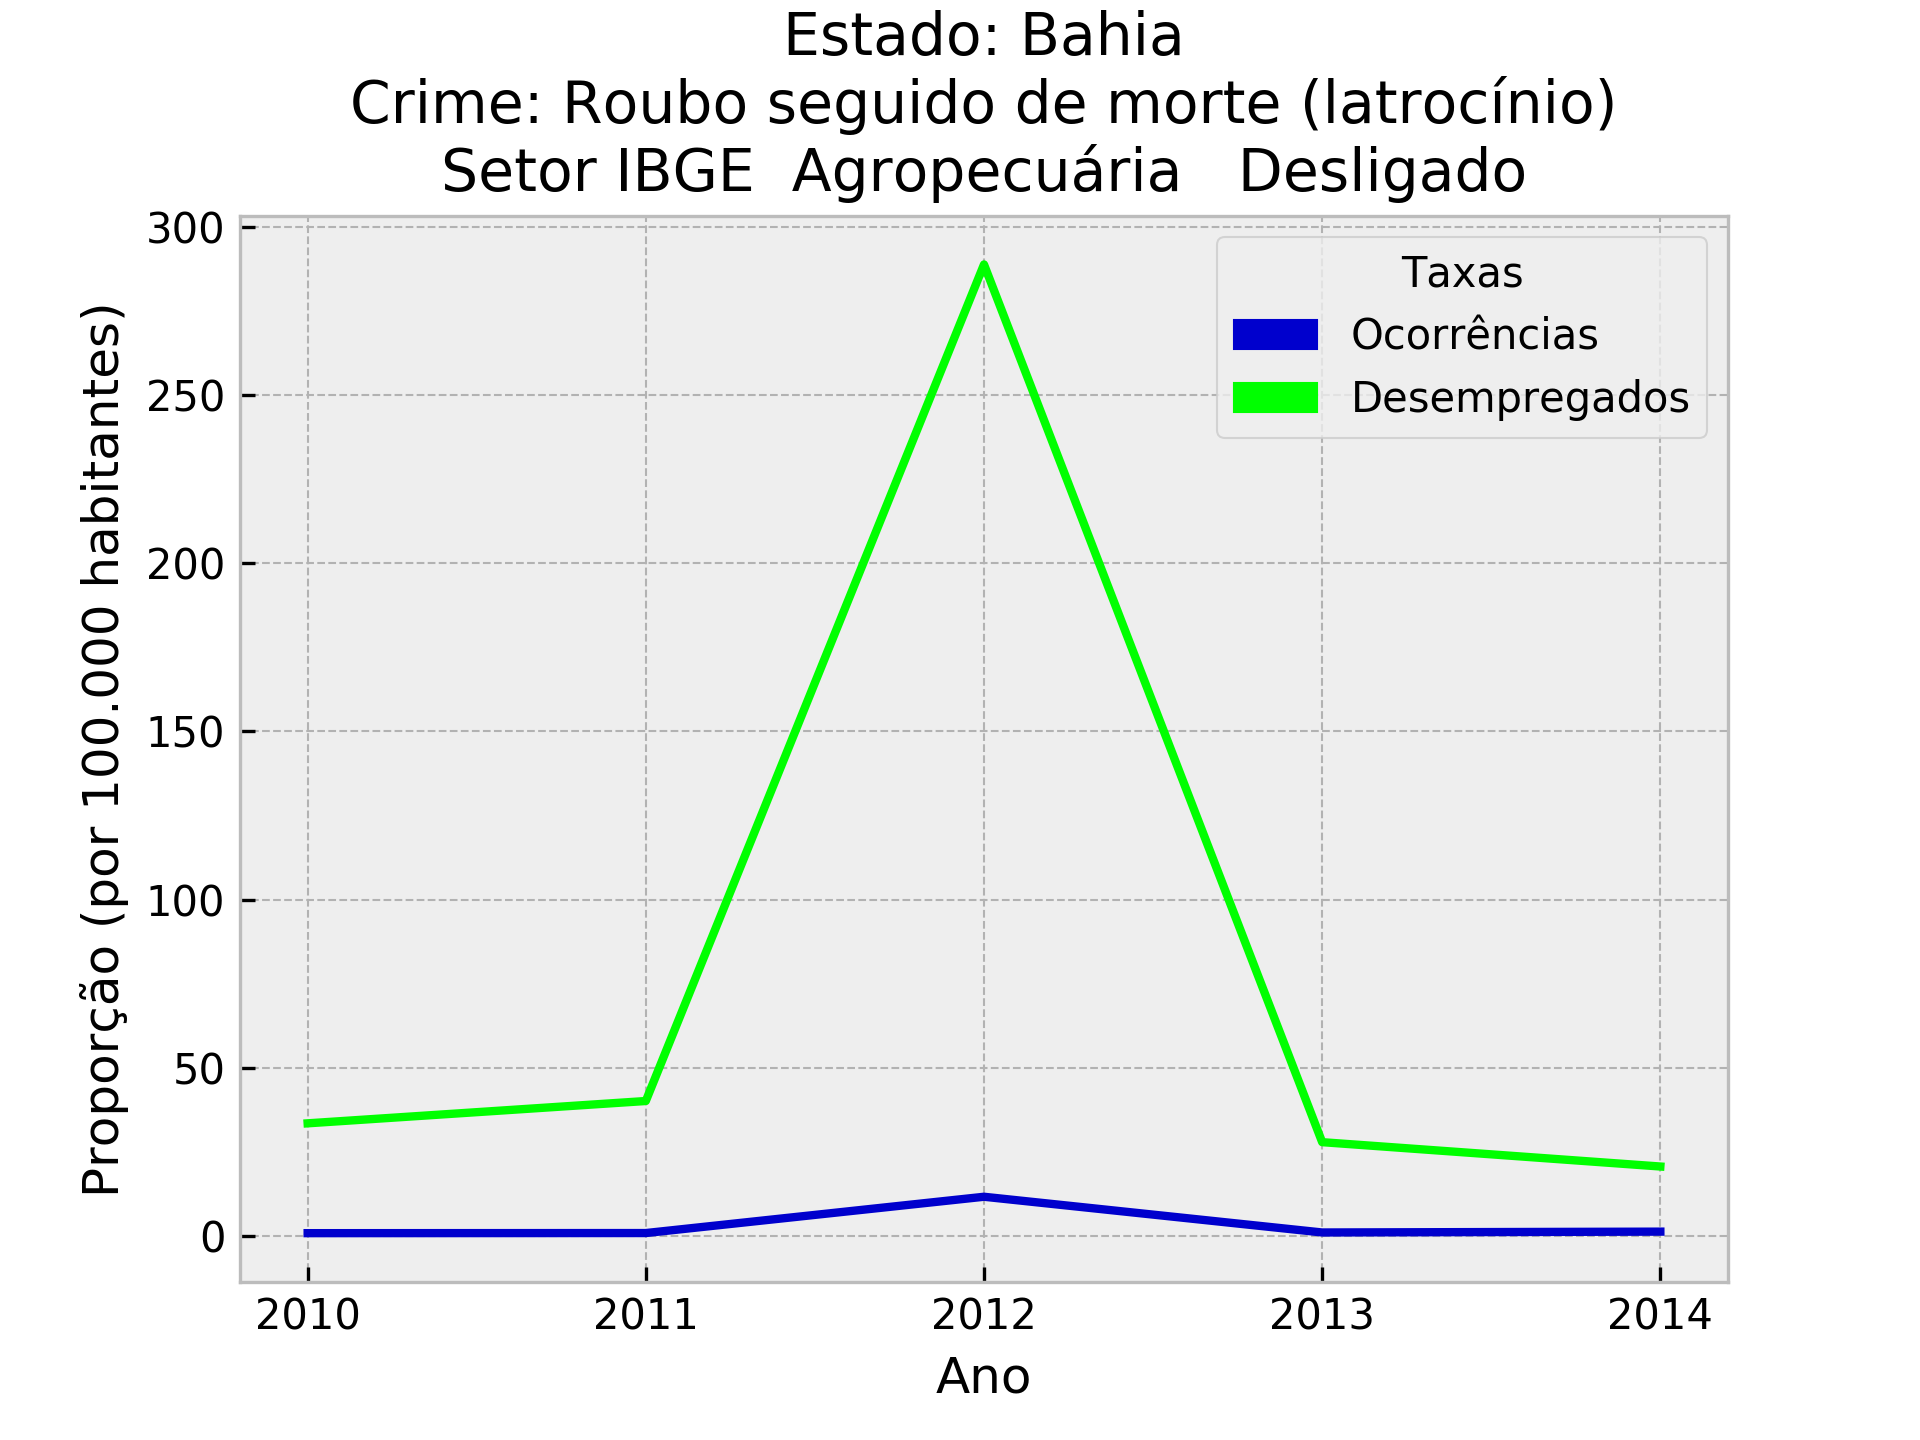 Estado: Bahia
Crime: Roubo seguido de morte (latrocínio)
Setor IBGE  Agropecuária   Desligado
Proporção (por 100.000 habitantes)
300
250
200
150
100
50
0
Taxas
Ocorrências
Desempregados
2010 2011 2012 2013 2014
Ano